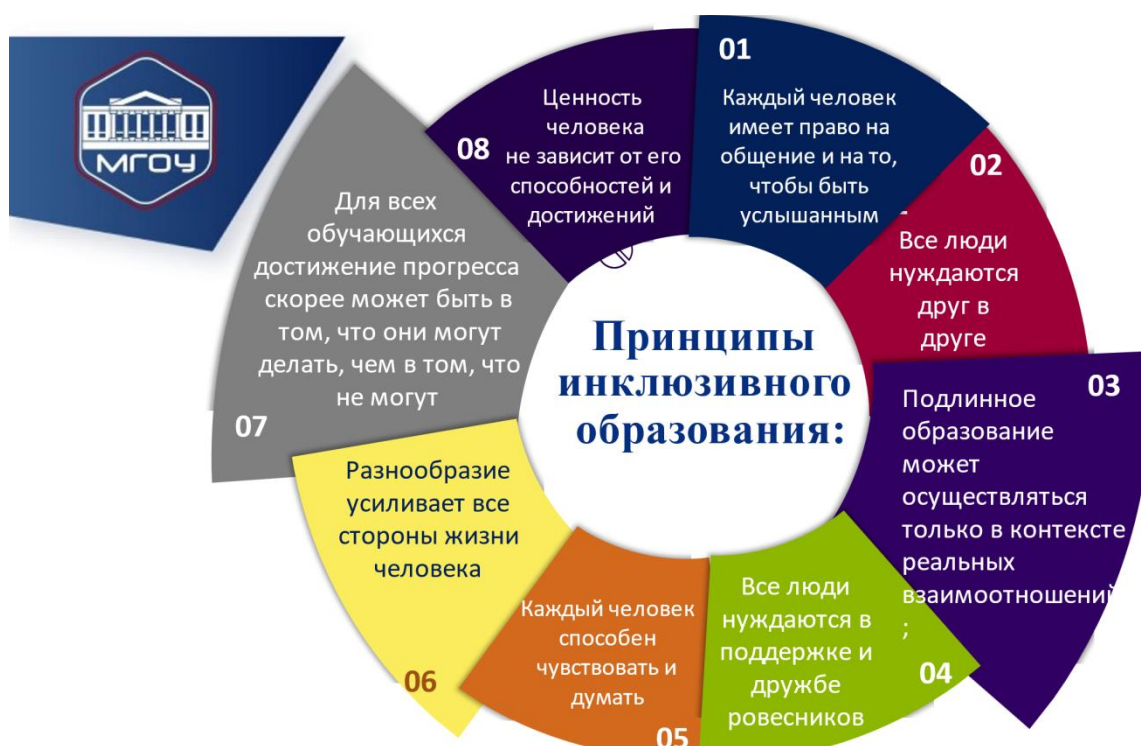 МГОУ
Принципы
инклюзивного
образования:
01
Каждый человек
имеет право на
общение и на то,
чтобы быть
услышанным
02
Все люди
нуждаются
друг в
друге
03
Подлинное
образование
может
осуществляться
только в контексте
реальных
взаимоотношений
;
Все люди
нуждаются в
поддержке и
дружбе
ровесников
04
Каждый человек
способен
чувствовать и
думать
05
Разнообразие
усиливает все
стороны жизни
человека
06
Для всех
обучающихся
достижение прогресса
скорее может быть в
том, что они могут
делать, чем в том, что
не могут
07
08
Ценность
человека
не зависит от его
способностей и
достижений